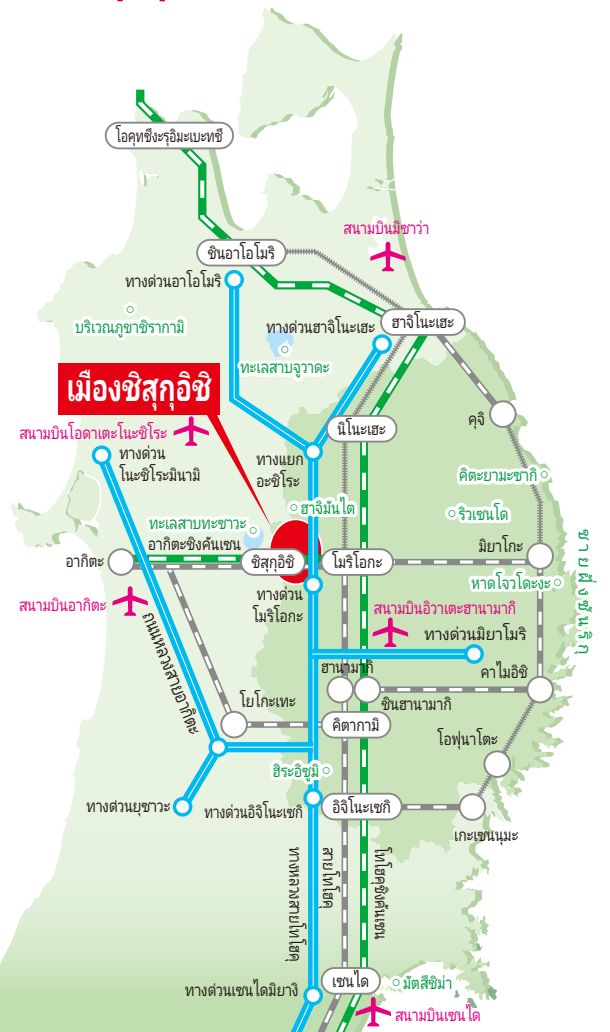 โอคุทซึงะรุอิมะเบะทซึ
สนามบินมิซาว่า
ชินอาโอโมริ
ทางด่วนอาโอโมริ
บริเวณภูขาชิรากามิ
ทางด่วนฮาจิโนะเฮะ
ฮาจิโนะเฮะ
ทะเลสาบจูวาดะ
เมืองชิสุกุอิชิ
นิโนะเฮะ
คุจิ
สนามบินโอดาเตะโนะชิโระ
ทางด่วน
โนะชิโระมินามิ
ทางแยก
อะชิโระ
คิตะยามะซากิ
ฮาจิมันไต
ริวเซนโด
ทะเลสาบทะซาวะ
อากิตะชิงคันเซน
มิยาโกะ
ชายฝั่งซันริกุ
อากิตะ
ชิสุกุอิชิ
โมริโอกะ
หาดโจวโดะงะ
สนามบินอากิตะ
ทางด่วน
โมริโอกะ
สนามบินอิวาเตะฮานามากิ
ทางด่วนมิยาโมริ
ถนนหลวงสายอากิตะ
ฮานามากิ
คาไมอิชิ
โยโกะเทะ
ชินฮานามากิ
คิตากามิ
โอฟุนาโตะ
ฮิระอิซูมิ
ทางด่วนยุซาวะ
ทางด่วนอิจิโนะเซกิ
อิจิโนะเซกิ
เกะเซนนุมะ
ทางหลวงสายโทโฮคุ
สายโทโฮคุ
โทโฮคุชิงคันเซน
เซนได
มัตสึชิม่า
ทางด่วนเซนไดมิยางิ
สนามบินเซนได